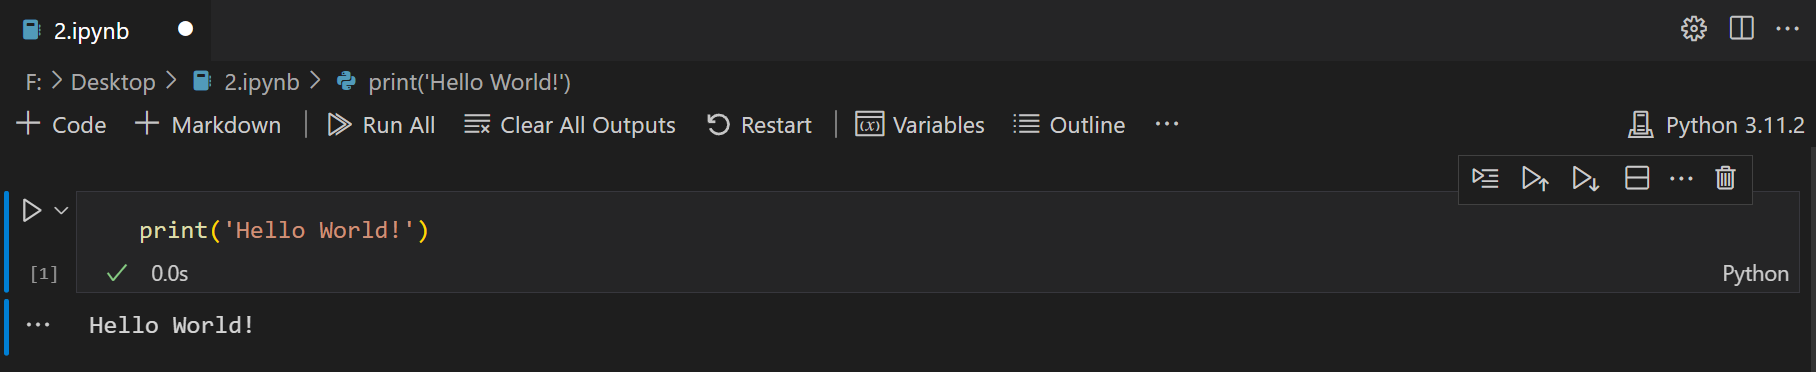 2.ipynb
F: > Desktop > 2.ipynb > print('Hello World!')
+ Code + Markdown | Run All Clear All Outputs Restart | Variables Outline ... Python 3.11.2
print('Hello World!')
[1] 0.0s Python
... Hello World!